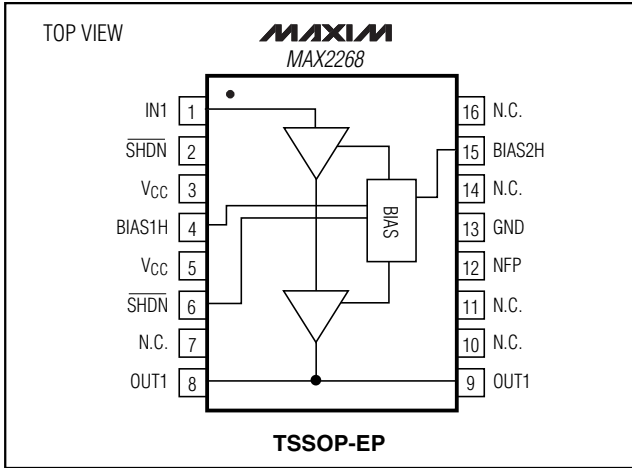 TOP VIEW
MAXIM
MAX2268
IN1 1
SHDN 2
VCC 3
BIAS1H 4
VCC 5
SHDN 6
N.C. 7
OUT1 8
16 N.C.
15 BIAS2H
14 N.C.
13 GND
12 NFP
11 N.C.
10 N.C.
9 OUT1
BIAS
TSSOP-EP